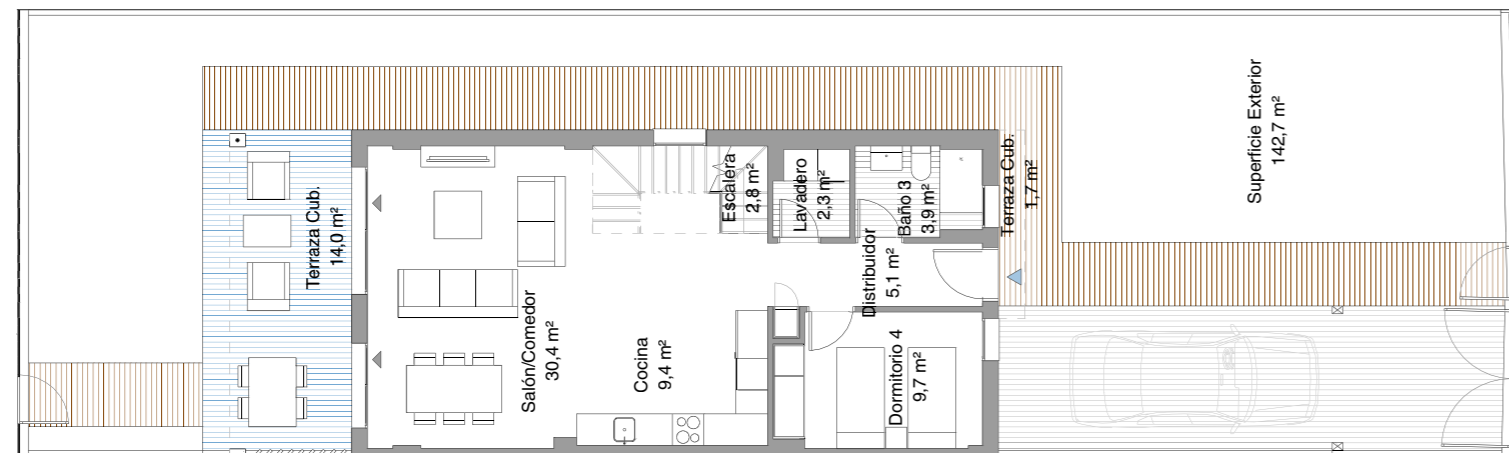 Terraza Cub.
14,0 m²
Salón/Comedor
30,4 m²
Cocina
9,4 m²
Escalera
2,8 m²
Lavadero
2,3 m²
Baño 3
3,9 m²
Distribuidor
5,1 m²
Dormitorio 4
9,7 m²
Terraza Cub.
1,7 m²
Superficie Exterior
142,7 m²